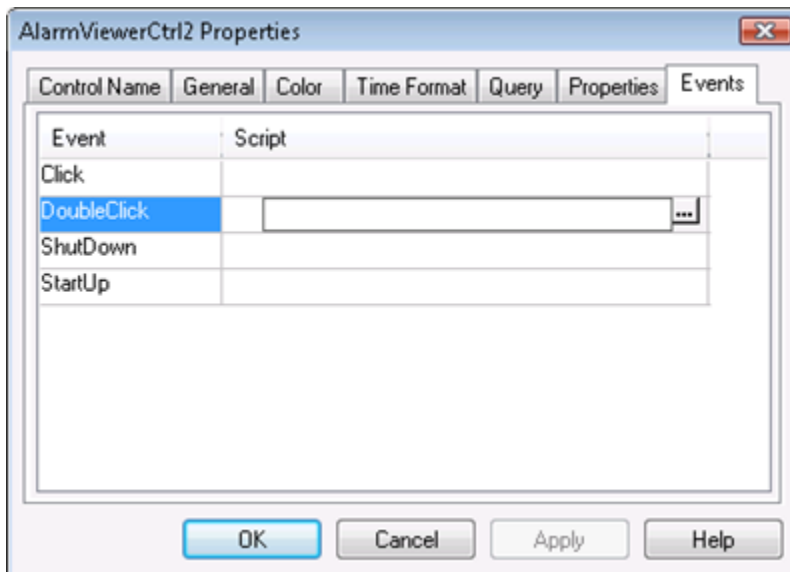 AlarmViewerCtrl2 Properties
Control Name General Color Time Format Query Properties Events
Event Script
Click
DoubleClick ...
ShutDown
StartUp
OK Cancel Apply Help